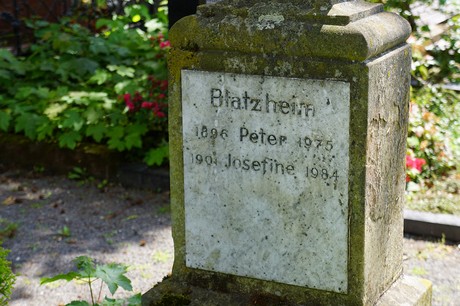 Blatzheim
1896 Peter 1975
1901 Josefine 1984